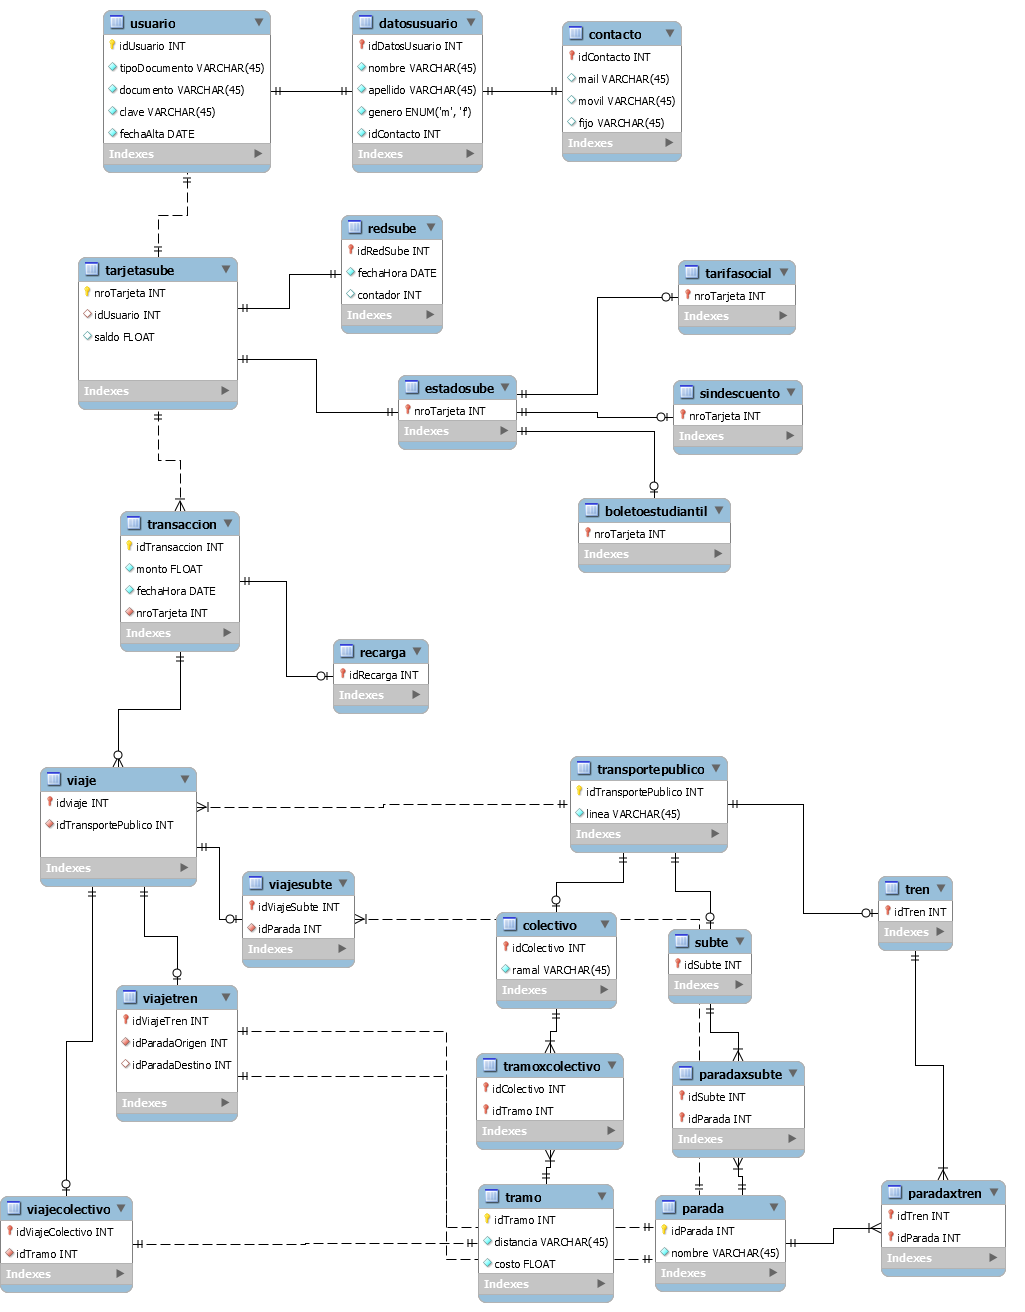 usuario
idUsuario INT
tipoDocumento VARCHAR(45)
documento VARCHAR(45)
clave VARCHAR(45)
fechaAlta DATE
Indexes
datosusuario
idDatosUsuario INT
nombre VARCHAR(45)
apellido VARCHAR(45)
genero ENUM('m', 'f')
idContacto INT
Indexes
contacto
idContacto INT
mail VARCHAR(45)
movil VARCHAR(45)
fijo VARCHAR(45)
Indexes
tarjetasube
nroTarjeta INT
idUsuario INT
saldo FLOAT
Indexes
redsube
idRedSube INT
fechaHora DATE
contador INT
Indexes
tarifasocial
nroTarjeta INT
Indexes
estadosube
nroTarjeta INT
Indexes
sindescuento
nroTarjeta INT
Indexes
boletoestudiantil
nroTarjeta INT
Indexes
transaccion
idTransaccion INT
monto FLOAT
fechaHora DATE
nroTarjeta INT
Indexes
recarga
idRecarga INT
Indexes
viaje
idviaje INT
idTransportePublico INT
Indexes
transportepublico
idTransportePublico INT
linea VARCHAR(45)
Indexes
viajesubte
idViajeSubte INT
idParada INT
Indexes
colectivo
idColectivo INT
ramal VARCHAR(45)
Indexes
subte
idSubte INT
Indexes
tren
idTren INT
Indexes
viajetren
idViajeTren INT
idParadaOrigen INT
idParadaDestino INT
Indexes
tramoxcolectivo
idColectivo INT
idTramo INT
Indexes
paradaxsubte
idSubte INT
idParada INT
Indexes
viajecolectivo
idViajeColectivo INT
idTramo INT
Indexes
tramo
idTramo INT
distancia VARCHAR(45)
costo FLOAT
Indexes
parada
idParada INT
nombre VARCHAR(45)
Indexes
paradaxtren
idTren INT
idParada INT
Indexes